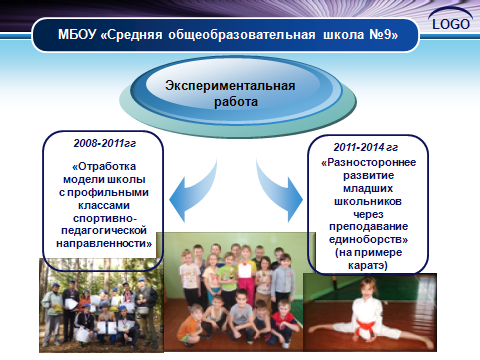 LOGO
МБОУ «Средняя общеобразовательная школа №9»
Экспериментальная
работа
2008-2011гг
«Отработка
модели школы
с профильными
классами
спортивно-
педагогической
направленности»
2011-2014 гг
«Разностороннее
развитие
младших
школьников
через
преподавание
единоборств»
(на примере
каратэ)